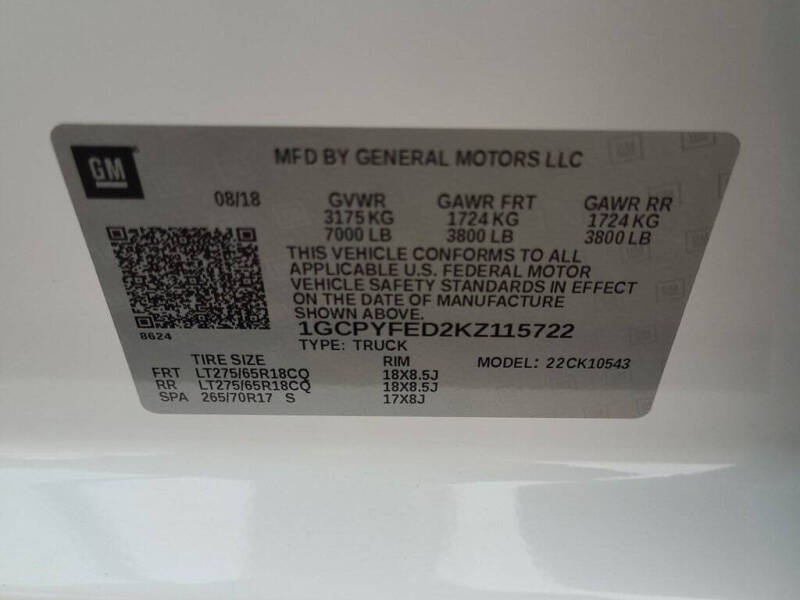 GM
MFD BY GENERAL MOTORS LLC
08/18 GVWR GAWR FRT GAWR RR
3175 KG 1724 KG 1724 KG
7000 LB 3800 LB 3800 LB
THIS VEHICLE CONFORMS TO ALL
APPLICABLE U.S. FEDERAL MOTOR
VEHICLE SAFETY STANDARDS IN EFFECT
ON THE DATE OF MANUFACTURE
SHOWN ABOVE.
1GCPYFED2KZ115722
8624
TYPE: TRUCK
TIRE SIZE RIM MODEL: 22CK10543
FRT LT275/65R18CQ 18X8.5J
RR LT275/65R18CQ 18X8.5J
SPA 265/70R17 S 17X8J